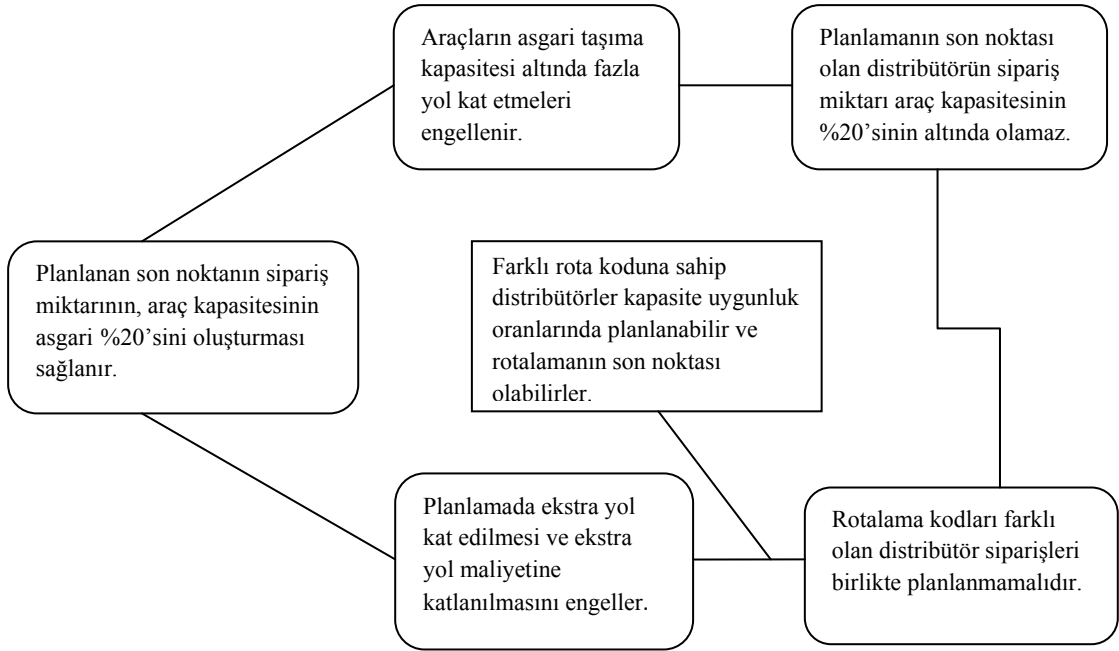 Araçların asgari taşıma
kapasitesi altında fazla
yol kat etmeleri
engellenir.
Planlamanın son noktası
olan distribütörün sipariş
miktarı araç kapasitesinin
%20’sinin altında olamaz.
Planlanan son noktanın sipariş
miktarının, araç kapasitesinin
asgari %20’sini oluşturması
sağlanır.
Farklı rota koduna sahip
distribütörler kapasite uygunluk
oranlarında planlanabilir ve
rotalamanın son noktası
olabilirler.
Planlamada ekstra yol
kat edilmesi ve ekstra
yol maliyetine
katlanılmasını engeller.
Rotalama kodları farklı
olan distribütör siparişleri
birlikte planlanmamalıdır.